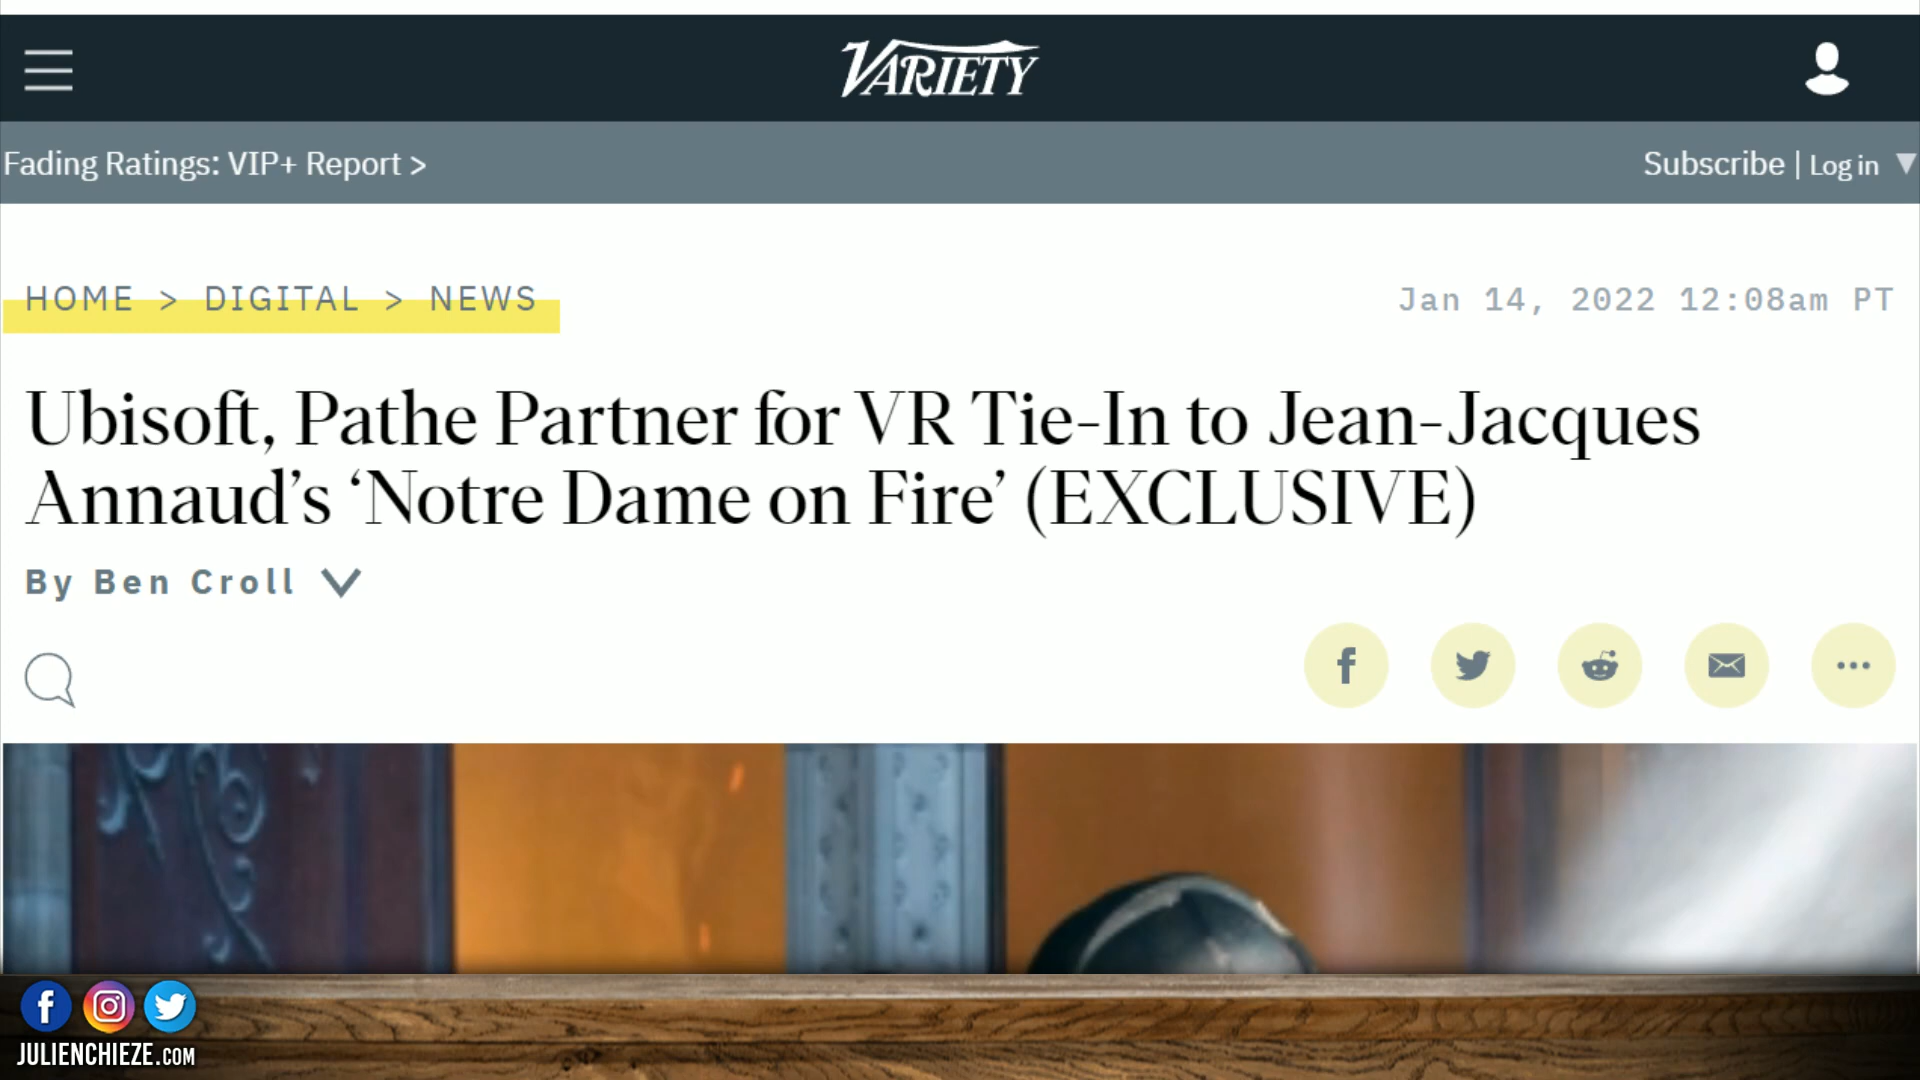 VARIETY
Fading Ratings: VIP+ Report >
Subscribe | Log in ▼
HOME > DIGITAL > NEWS
Jan 14, 2022 12:08am PT
Ubisoft, Pathe Partner for VR Tie-In to Jean-Jacques
Annaud’s ‘Notre Dame on Fire’ (EXCLUSIVE)
By Ben Croll
JULIENCHIEZE.COM